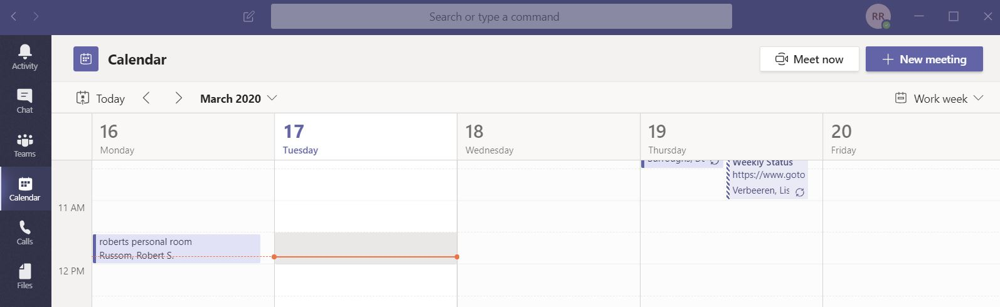 Search or type a command
RR
Activity
Chat
Teams
Calendar
Calls
Files
Calendar
Meet now
New meeting
Today
March 2020
Work week
16
Monday
17
Tuesday
18
Wednesday
19
Thursday
20
Friday
Weekly Status
https://www.goto
Verbeeren, Lis
11 AM
roberts personal room
Russom, Robert S.
12 PM